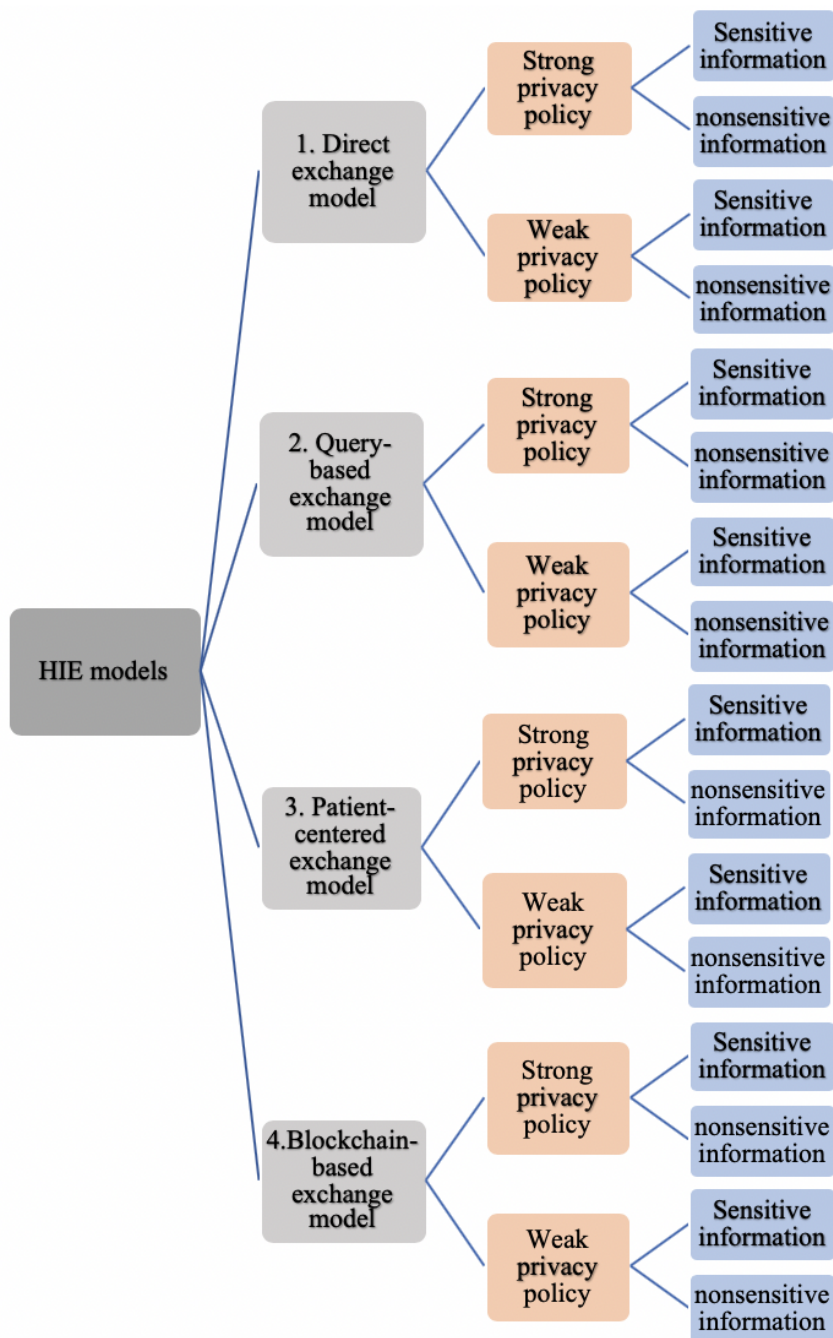 HIE models
1. Direct
exchange
model
Strong
privacy
policy
Sensitive
information
nonsensitive
information
Weak
privacy
policy
Sensitive
information
nonsensitive
information
2. Query-
based
exchange
model
Strong
privacy
policy
Sensitive
information
nonsensitive
information
Weak
privacy
policy
Sensitive
information
nonsensitive
information
3. Patient-
centered
exchange
model
Strong
privacy
policy
Sensitive
information
nonsensitive
information
Weak
privacy
policy
Sensitive
information
nonsensitive
information
4.Blockchain-
based
exchange
model
Strong
privacy
policy
Sensitive
information
nonsensitive
information
Weak
privacy
policy
Sensitive
information
nonsensitive
information